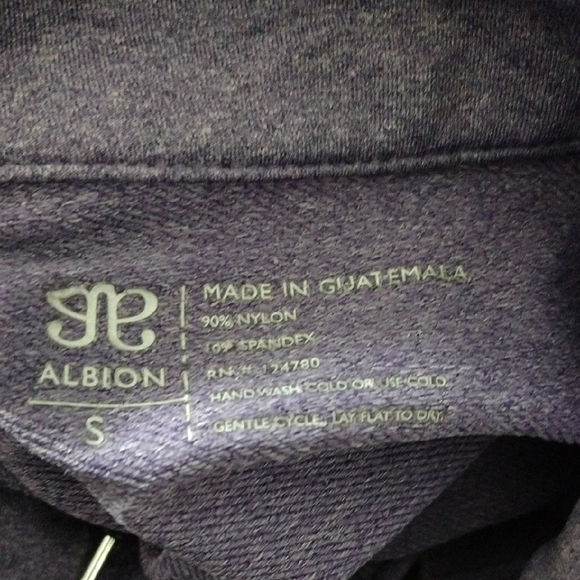 ALBION
S
MADE IN GUATEMALA,
90% NYLON
10% SPANDEX
RN # 124780
HAND WASH COLD OR USE COLD,
GENTLE CYCLE, LAY FLAT TO DRY.